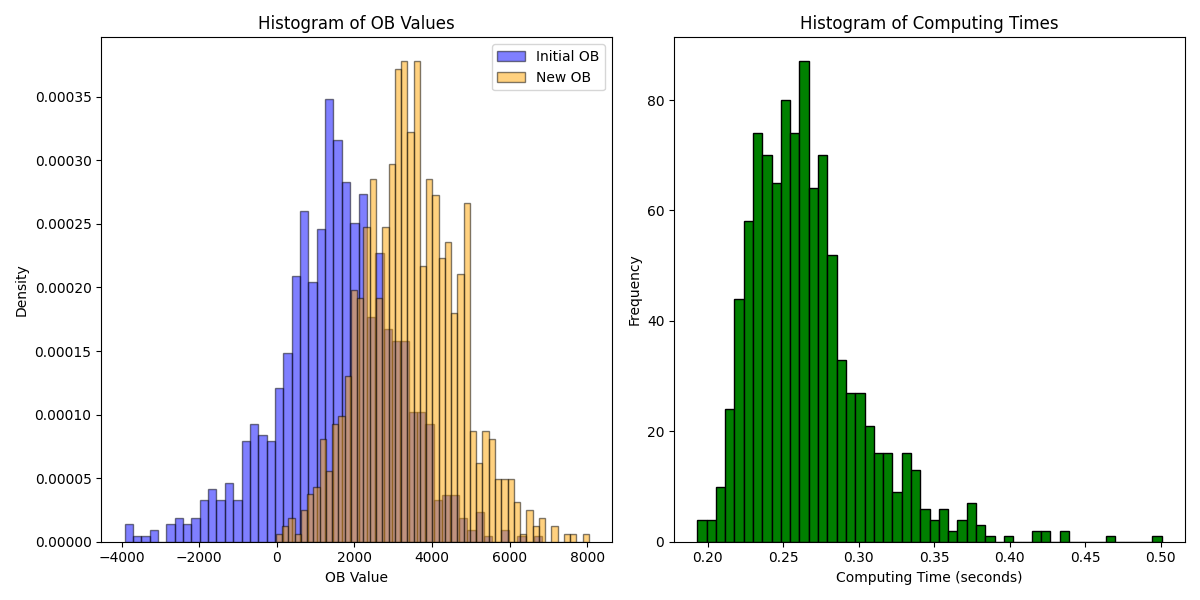 Histogram of OB Values
Initial OB
New OB
0.00035
0.00030
0.00025
0.00020
0.00015
0.00010
0.00005
0.00000
Density
−4000 −2000 0 2000 4000 6000 8000
OB Value
Histogram of Computing Times
80
60
40
20
0
Frequency
0.20 0.25 0.30 0.35 0.40 0.45 0.50
Computing Time (seconds)